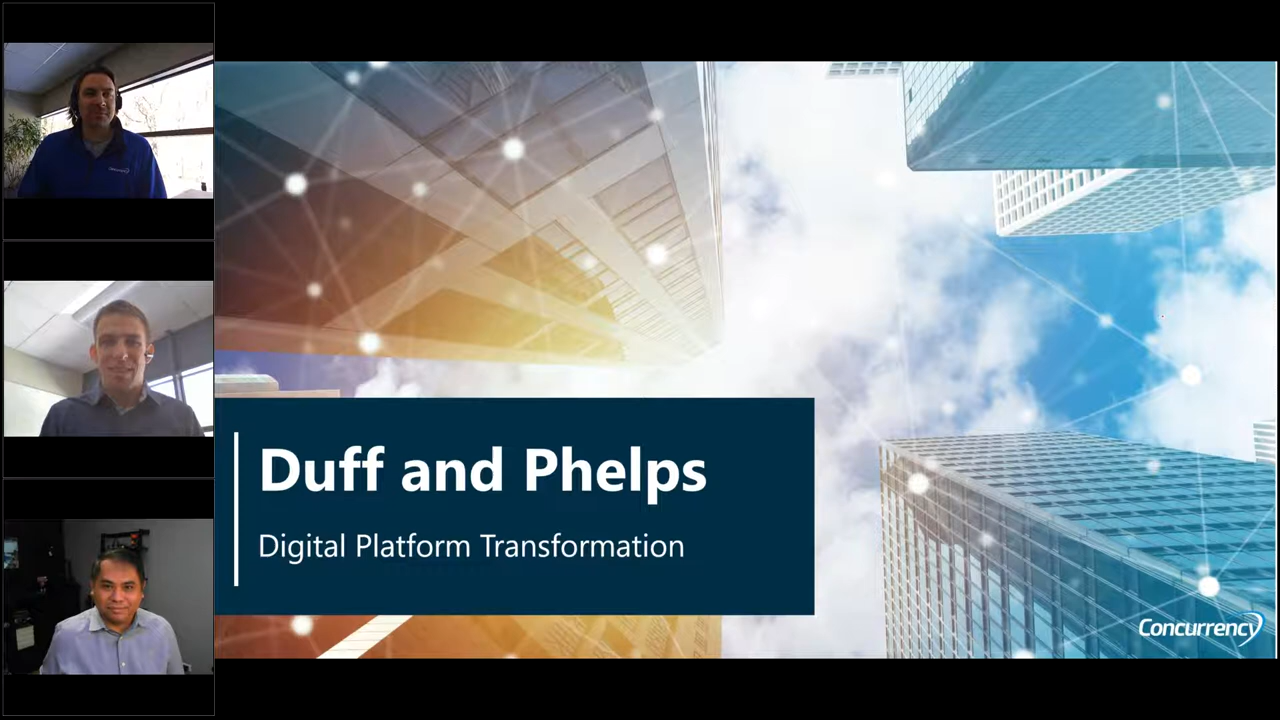 Duff and Phelps
Digital Platform Transformation
Concurrency